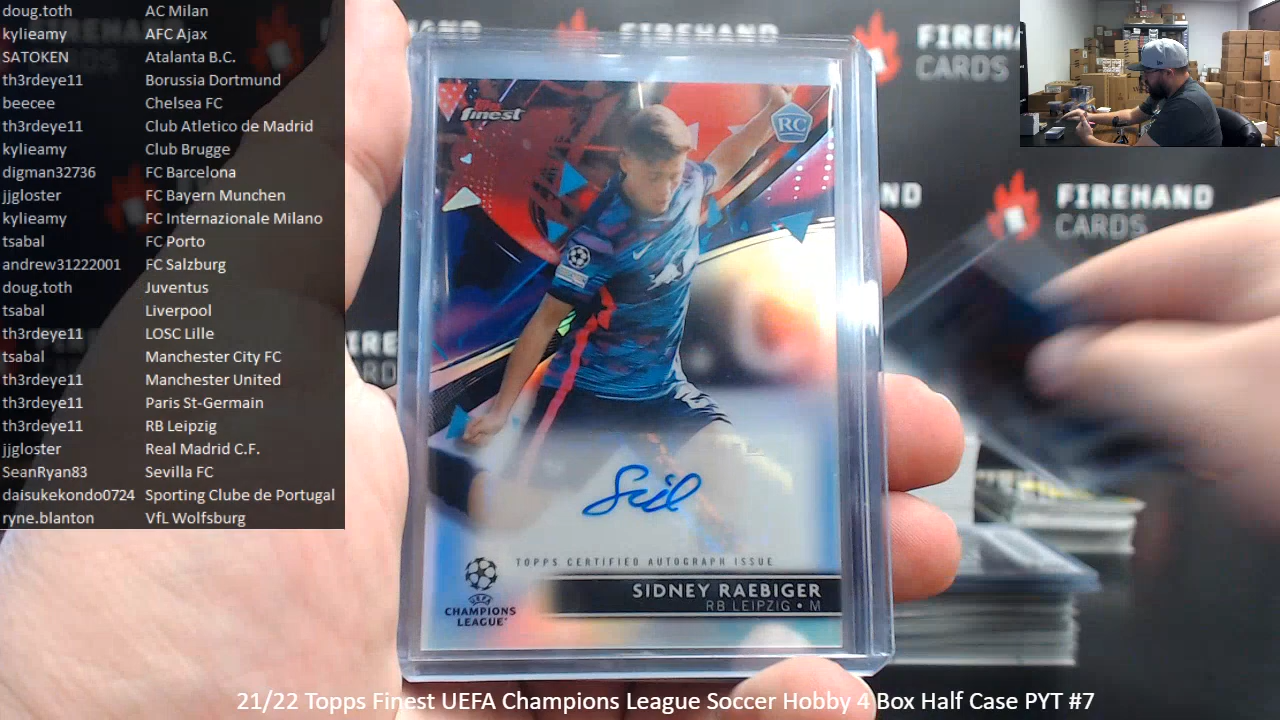 doug.toth AC Milan
kylieamy AFC Ajax
SATOKEN Atalanta B.C.
th3rdeye11 Borussia Dortmund
beecee Chelsea FC
th3rdeye11 Club Atletico de Madrid
kylieamy Club Brugge
digman32736 FC Barcelona
jjgloster FC Bayern Munchen
kylieamy FC Internazionale Milano
tsabal FC Porto
andrew31222001 FC Salzburg
doug.toth Juventus
tsabal Liverpool
th3rdeye11 LOSC Lille
tsabal Manchester City FC
th3rdeye11 Manchester United
th3rdeye11 Paris St-Germain
th3rdeye11 RB Leipzig
jjgloster Real Madrid C.F.
SeanRyan83 Sevilla FC
daisukekondo0724 Sporting Clube de Portugal
ryne.blanton VfL Wolfsburg
FIREHAND
CARDS
Topps
finest
RC
TOPPS CERTIFIED AUTOGRAPH ISSUE
SIDNEY RAEBIGER
RB LEIPZIG • M
UEFA
CHAMPIONS
LEAGUE
21/22 Topps Finest UEFA Champions League Soccer Hobby 4 Box Half Case PYT #7